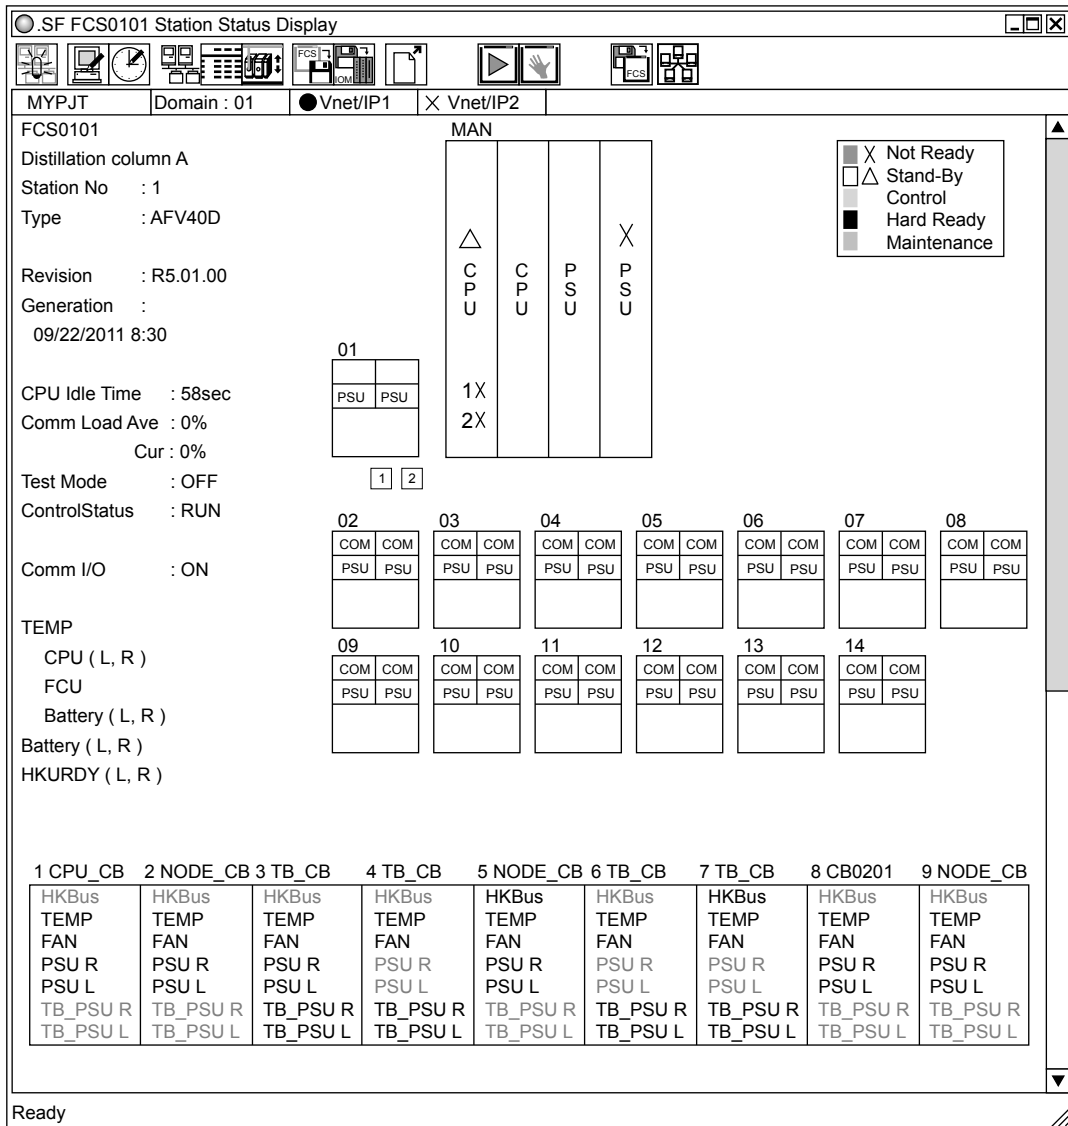 .SF FCS0101 Station Status Display
FCS IOM FCS
MYPJT Domain : 01 Vnet/IP1 Vnet/IP2
FCS0101
Distillation column A
Station No : 1
Type : AFV40D
Revision : R5.01.00
Generation :
09/22/2011 8:30
CPU Idle Time : 58sec
Comm Load Ave : 0%
Cur : 0%
Test Mode : OFF
ControlStatus : RUN
Comm I/O : ON
TEMP
CPU ( L, R )
FCU
Battery ( L, R )
Battery ( L, R )
HKURDY ( L, R )
MAN
CPU CPU PSU PSU
1
2
Not Ready
Stand-By
Control
Hard Ready
Maintenance
01
PSU PSU
1 2
02 03 04 05 06 07 08
COM COM COM COM COM COM COM COM COM COM COM COM COM COM
PSU PSU PSU PSU PSU PSU PSU PSU PSU PSU PSU PSU PSU PSU
09 10 11 12 13 14
COM COM COM COM COM COM COM COM COM COM COM COM
PSU PSU PSU PSU PSU PSU PSU PSU PSU PSU PSU PSU
1 CPU_CB 2 NODE_CB 3 TB_CB 4 TB_CB 5 NODE_CB 6 TB_CB 7 TB_CB 8 CB0201 9 NODE_CB
HKBus HKBus HKBus HKBus HKBus HKBus HKBus HKBus HKBus
TEMP TEMP TEMP TEMP TEMP TEMP TEMP TEMP TEMP
FAN FAN FAN FAN FAN FAN FAN FAN FAN
PSU R PSU R PSU R PSU R PSU R PSU R PSU R PSU R PSU R
PSU L PSU L PSU L PSU L PSU L PSU L PSU L PSU L PSU L
TB_PSU R TB_PSU R TB_PSU R TB_PSU R TB_PSU R TB_PSU R TB_PSU R TB_PSU R TB_PSU R
TB_PSU L TB_PSU L TB_PSU L TB_PSU L TB_PSU L TB_PSU L TB_PSU L TB_PSU L TB_PSU L
Ready